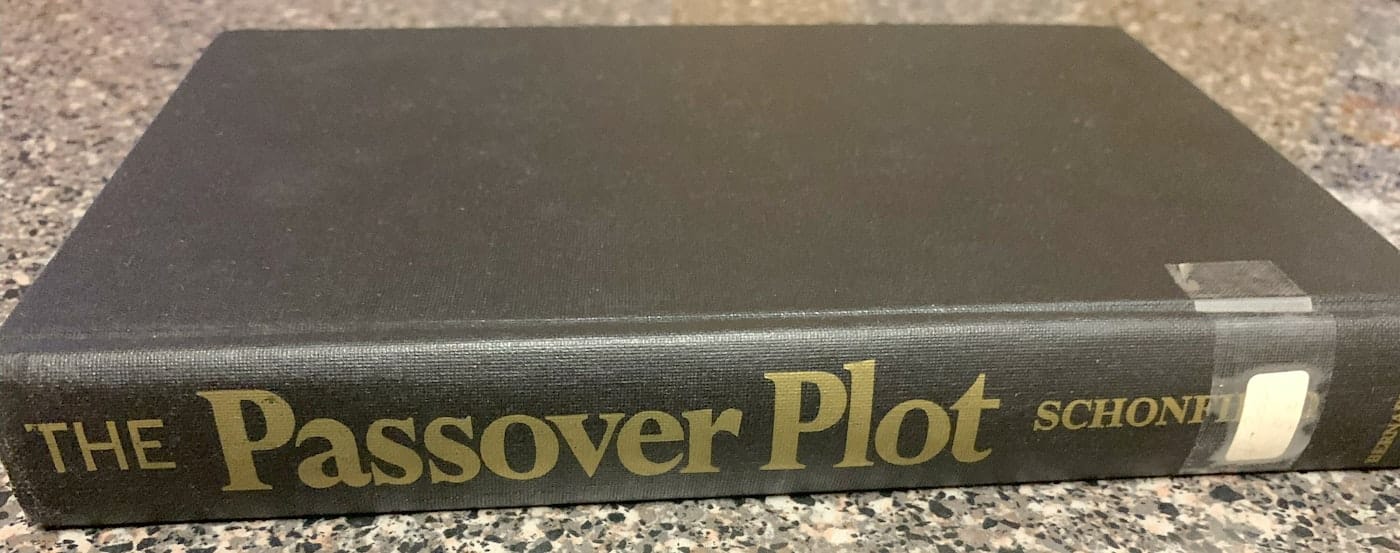 THE Passover Plot SCHONFI